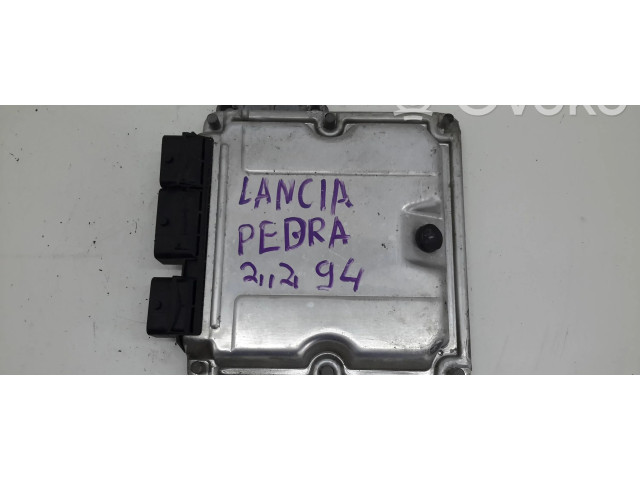 LANCIA
PEDRA
2,,2, 94